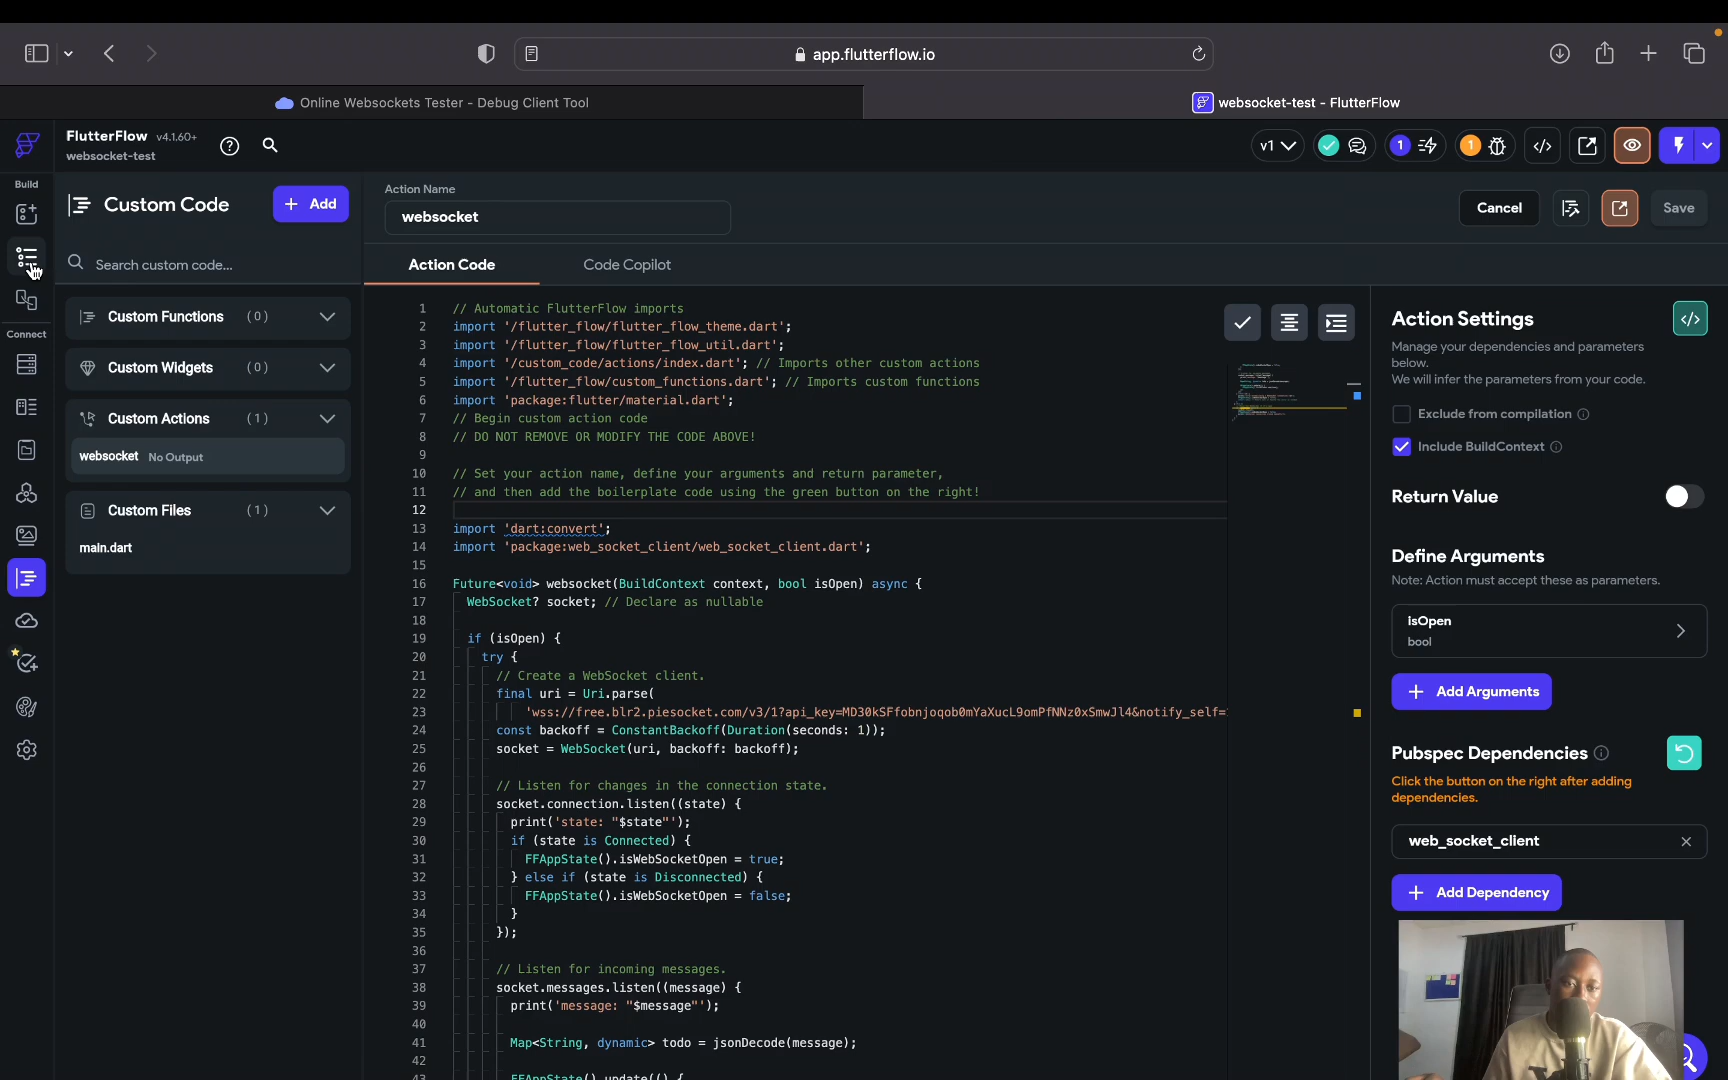 app.flutterflow.io
Online Websockets Tester - Debug Client Tool
websocket-test - FlutterFlow
FlutterFlow v4.1.60+
websocket-test
v1
1
1
Build
Connect
Custom Code
+ Add
Search custom code...
Custom Functions (0)
Custom Widgets (0)
Custom Actions (1)
websocket No Output
Custom Files (1)
main.dart
Action Name
websocket
Cancel
Save
Action Code
Code Copilot
1 // Automatic FlutterFlow imports
2 import '/flutter_flow/flutter_flow_theme.dart';
3 import '/flutter_flow/flutter_flow_util.dart';
4 import '/custom_code/actions/index.dart'; // Imports other custom actions
5 import '/flutter_flow/custom_functions.dart'; // Imports custom functions
6 import 'package:flutter/material.dart';
7 // Begin custom action code
8 // DO NOT REMOVE OR MODIFY THE CODE ABOVE!
9
10 // Set your action name, define your arguments and return parameter,
11 // and then add the boilerplate code using the green button on the right!
12
13 import 'dart:convert';
14 import 'package:web_socket_client/web_socket_client.dart';
15
16 Future<void> websocket(BuildContext context, bool isOpen) async {
17 WebSocket? socket; // Declare as nullable
18
19 if (isOpen) {
20 try {
21 // Create a WebSocket client.
22 final uri = Uri.parse(
23 'wss://free.blr2.piesocket.com/v3/1?api_key=MD30kSFfobnjoqob0mYaXucL9omPfNNz0xSmwJl4&notify_self=
24 const backoff = ConstantBackoff(Duration(seconds: 1));
25 socket = WebSocket(uri, backoff: backoff);
26
27 // Listen for changes in the connection state.
28 socket.connection.listen((state) {
29 print('state: "$state"');
30 if (state is Connected) {
31 FFAppState().isWebSocketOpen = true;
32 } else if (state is Disconnected) {
33 FFAppState().isWebSocketOpen = false;
34 }
35 });
36
37 // Listen for incoming messages.
38 socket.messages.listen((message) {
39 print('message: "$message"');
40
41 Map<String, dynamic> todo = jsonDecode(message);
42
43 FFAppState().update(() {
Action Settings
Manage your dependencies and parameters
below.
We will infer the parameters from your code.
Exclude from compilation
Include BuildContext
Return Value
Define Arguments
Note: Action must accept these as parameters.
isOpen
bool
+ Add Arguments
Pubspec Dependencies
Click the button on the right after adding
dependencies.
web_socket_client
+ Add Dependency